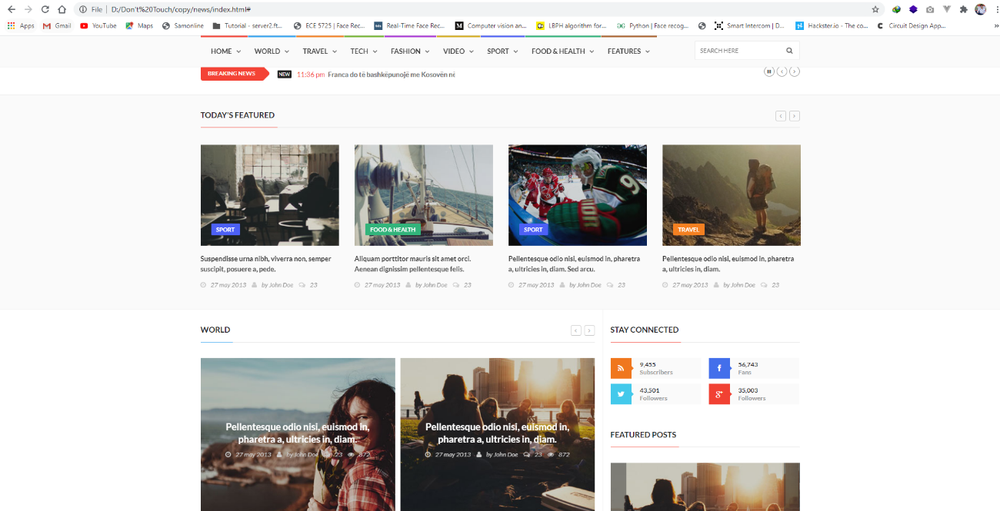 File | D:/Don't%20Touch/copy/news/index.html#
Apps Gmail YouTube Maps Samonline Tutorial - server2.ft... ECE 5725 | Face Rec... Real-Time Face Rec... Computer vision an... LBPH algorithm for... Python | Face recog... Smart Intercom | D... Hackster.io - The co... Circuit Design App... »
HOME WORLD TRAVEL TECH FASHION VIDEO SPORT FOOD & HEALTH FEATURES SEARCH HERE
BREAKING NEWS NEW 11:36 pm Franca do të bashkëpunojë me Kosovën në
TODAY'S FEATURED
9
SPORT FOOD & HEALTH SPORT TRAVEL
Suspendisse urna nibh, viverra non, semper
suscipit, posuere a, pede.
27 may 2013 by John Doe 23
Aliquam porttitor mauris sit amet orci.
Aenean dignissim pellentesque felis.
27 may 2013 by John Doe 23
Pellentesque odio nisi, euismod in, pharetra
a, ultricies in, diam. Sed arcu.
27 may 2013 by John Doe 23
Pellentesque odio nisi, euismod in, pharetra
a, ultricies in, diam.
27 may 2013 by John Doe 23
WORLD
Pellentesque odio nisi, euismod in,
pharetra a, ultricies in, diam.
27 may 2013 by John Doe 23 872
Pellentesque odio nisi, euismod in,
pharetra a, ultricies in, diam.
27 may 2013 by John Doe 23 872
STAY CONNECTED
9,455
Subscribers
56,743
Fans
43,501
Followers
35,003
Followers
FEATURED POSTS